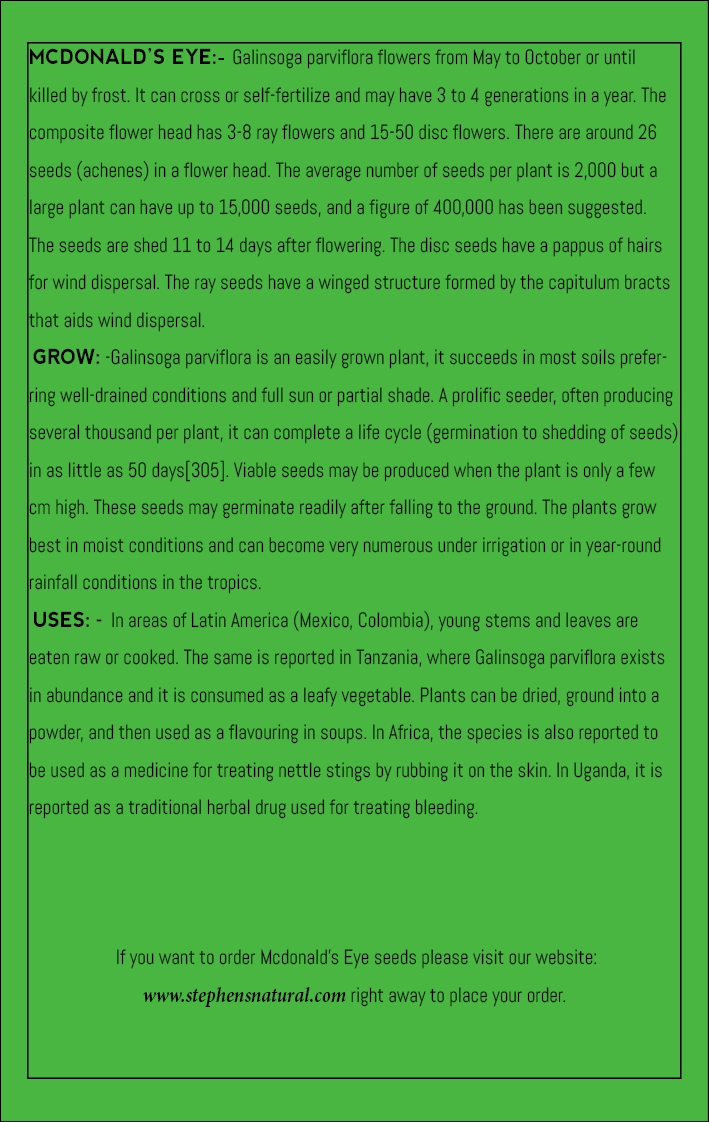 MCDONALD'S EYE:- Galinsoga parviflora flowers from May to October or until
killed by frost. It can cross or self-fertilize and may have 3 to 4 generations in a year. The
composite flower head has 3-8 ray flowers and 15-50 disc flowers. There are around 26
seeds (achenes) in a flower head. The average number of seeds per plant is 2,000 but a
large plant can have up to 15,000 seeds, and a figure of 400,000 has been suggested.
The seeds are shed 11 to 14 days after flowering. The disc seeds have a pappus of hairs
for wind dispersal. The ray seeds have a winged structure formed by the capitulum bracts
that aids wind dispersal.
GROW: -Galinsoga parviflora is an easily grown plant, it succeeds in most soils prefer-
ring well-drained conditions and full sun or partial shade. A prolific seeder, often producing
several thousand per plant, it can complete a life cycle (germination to shedding of seeds)
in as little as 50 days[305]. Viable seeds may be produced when the plant is only a few
cm high. These seeds may germinate readily after falling to the ground. The plants grow
best in moist conditions and can become very numerous under irrigation or in year-round
rainfall conditions in the tropics.
USES: - In areas of Latin America (Mexico, Colombia), young stems and leaves are
eaten raw or cooked. The same is reported in Tanzania, where Galinsoga parviflora exists
in abundance and it is consumed as a leafy vegetable. Plants can be dried, ground into a
powder, and then used as a flavouring in soups. In Africa, the species is also reported to
be used as a medicine for treating nettle stings by rubbing it on the skin. In Uganda, it is
reported as a traditional herbal drug used for treating bleeding.
If you want to order Mcdonald's Eye seeds please visit our website:
www.stephensnatural.com right away to place your order.